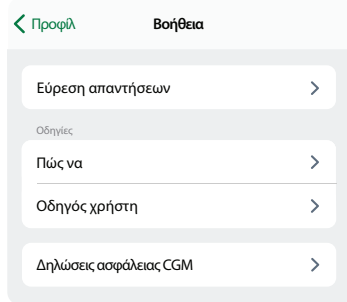 Προφίλ Βοήθεια
Εύρεση απαντήσεων
Οδηγίες
Πώς να
Οδηγός χρήστη
Δηλώσεις ασφάλειας CGM